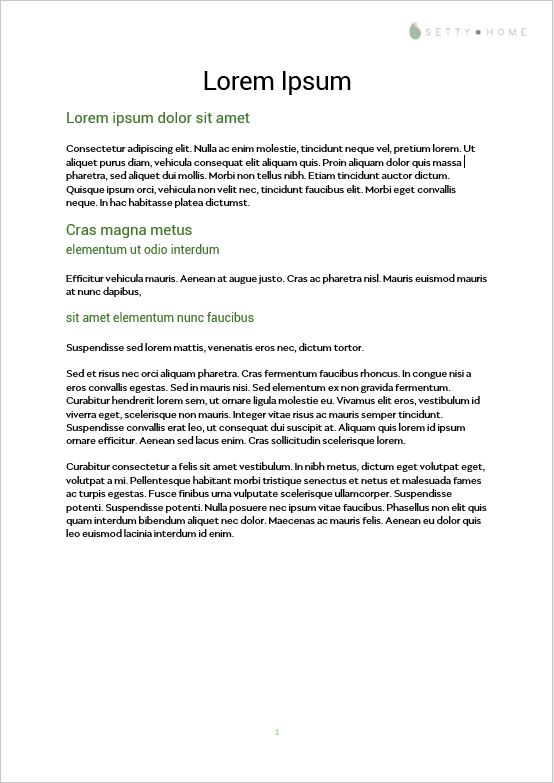 SETTY HOME
Lorem Ipsum
Lorem ipsum dolor sit amet
Consectetur adipiscing elit. Nulla ac enim molestie, tincidunt neque vel, pretium lorem. Ut
aliquet purus diam, vehicula consequat elit aliquam quis. Proin aliquam dolor quis massa
pharetra, sed aliquet dui mollis. Morbi non tellus nibh. Etiam tincidunt auctor dictum.
Quisque ipsum orci, vehicula non velit nec, tincidunt faucibus elit. Morbi eget convallis
neque. In hac habitasse platea dictumst.
Cras magna metus
elementum ut odio interdum
Efficitur vehicula mauris. Aenean at augue justo. Cras ac pharetra nisl. Mauris euismod mauris
at nunc dapibus,
sit amet elementum nunc faucibus
Suspendisse sed lorem mattis, venenatis eros nec, dictum tortor.
Sed et risus nec orci aliquam pharetra. Cras fermentum faucibus rhoncus. In congue nisi a
eros convallis egestas. Sed in mauris nisi. Sed elementum ex non gravida fermentum.
Curabitur hendrerit lorem sem, ut ornare ligula molestie eu. Vivamus elit eros, vestibulum id
viverra eget, scelerisque non mauris. Integer vitae risus ac mauris semper tincidunt.
Suspendisse convallis erat leo, ut consequat dui suscipit at. Aliquam quis lorem id ipsum
ornare efficitur. Aenean sed lacus enim. Cras sollicitudin scelerisque lorem.
Curabitur consectetur a felis sit amet vestibulum. In nibh metus, dictum eget volutpat eget,
volutpat a mi. Pellentesque habitant morbi tristique senectus et netus et malesuada fames
ac turpis egestas. Fusce finibus urna vulputate scelerisque ullamcorper. Suspendisse
potenti. Suspendisse potenti. Nulla posuere nec ipsum vitae faucibus. Phasellus non elit quis
quam interdum bibendum aliquet nec dolor. Maecenas ac mauris felis. Aenean eu dolor quis
leo euismod lacinia interdum id enim.
1